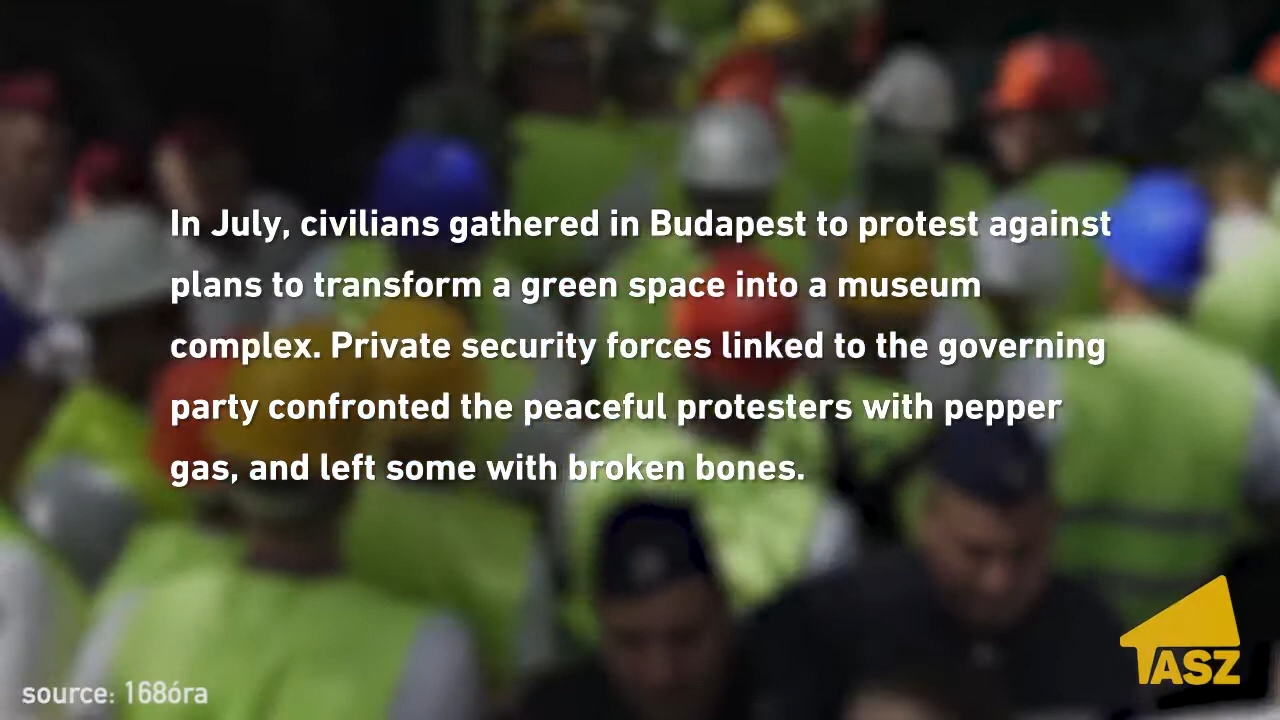 In July, civilians gathered in Budapest to protest against
plans to transform a green space into a museum
complex. Private security forces linked to the governing
party confronted the peaceful protesters with pepper
gas, and left some with broken bones.
TASZ
source: 168óra